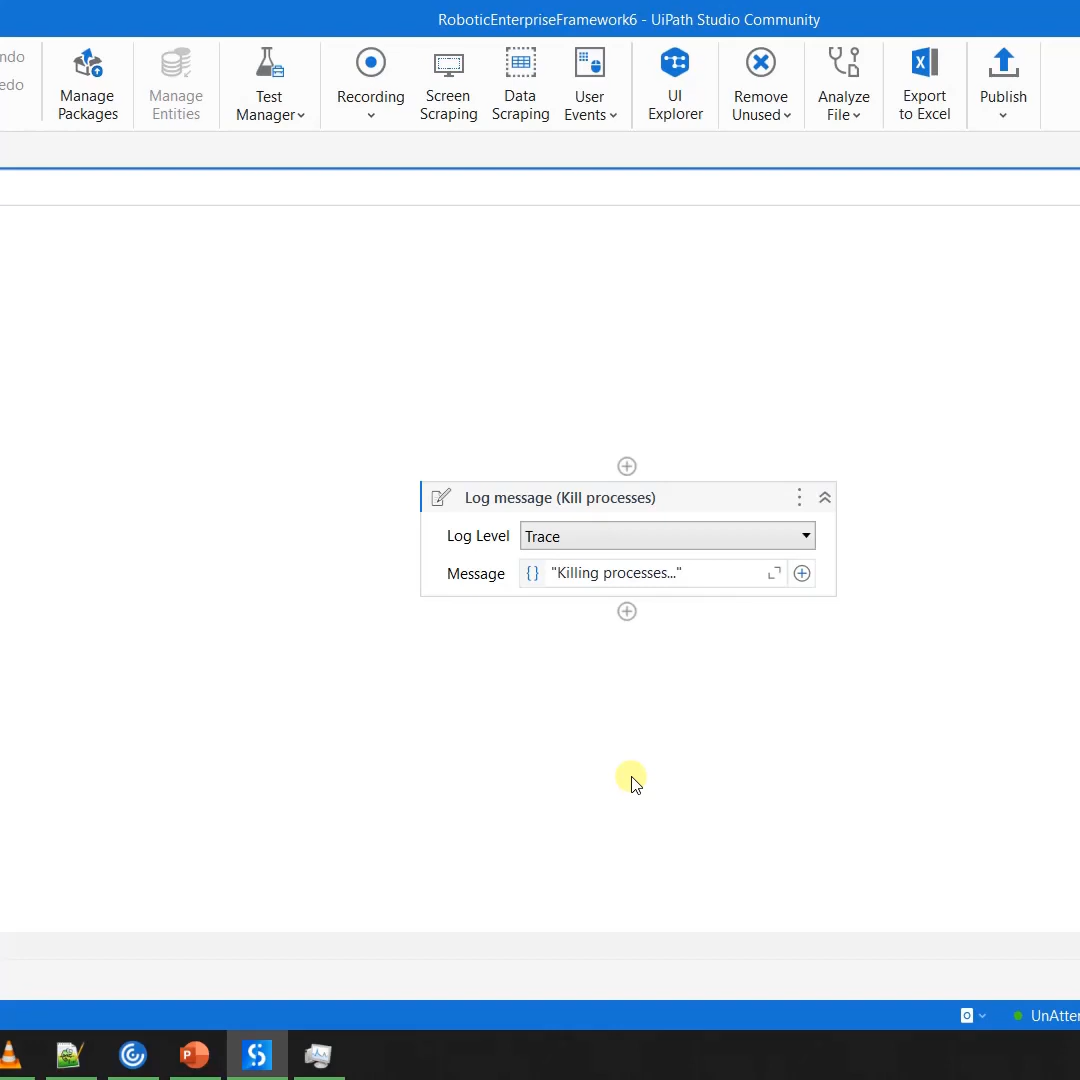 RoboticEnterpriseFramework6 - UiPath Studio Community
ndo
edo
Manage
Packages
Manage
Entities
Test
Manager
Recording
Screen
Scraping
Data
Scraping
User
Events
UI
Explorer
Remove
Unused
Analyze
File
Export
to Excel
Publish
Log message (Kill processes)
Log Level
Trace
Message
{} "Killing processes..."
UnAtte